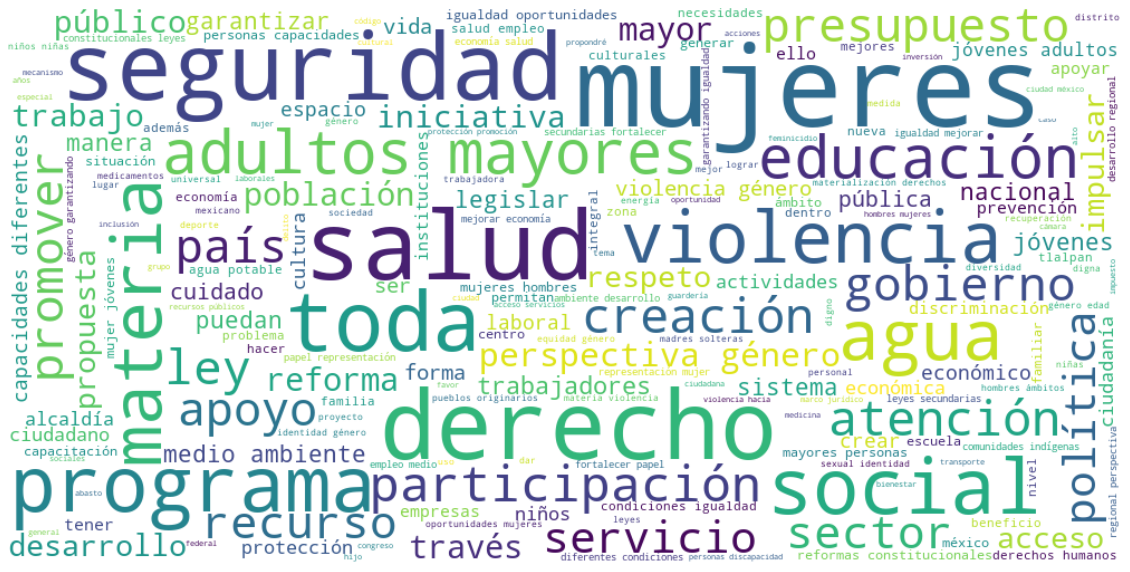 público
garantizar
vida
igualdad oportunidades
mayor
necesidades
presupuesto
distrito
niños niñas
constitucionales leyes
personas capacidades
salud empleo
código
cultural
economía salud
propondré
acciones
generar
culturales
ello
mejores
inversión
jóvenes adultos
apoyar
mecanismo
años
especial
seguridad
mujeres
medida
ciudad méxico
caso
alto
desarrollo regional
trabajo
además
espacio
mujer
género
iniciativa
protección promoción
secundarias fortalecer
garantizando igualdad
feminicidio
nueva
igualdad mejorar
impulsar
manera
situación
lugar
medicamentos
universal
laborales
adultos mayores
trabajadora
mejor
lograr
educación
materialización derechos
capacidades diferentes
género garantizando
promover
materia
economía
mexicano
población
instituciones
legislar
violencia género
energía
oportunidad
ámbito
pública
nacional
prevención
hombres mujeres
recuperación
cámara
inclusión
deporte
delito
sociedad
mejorar economía
integral
zona
dentro
jóvenes
país
grupo
agua potable
cultura
salud
tema
violencia
diversidad
tlalpan
digna
impuesto
propuesta
mujer jóvenes
cuidado
recursos públicos
ser
mujeres hombres
permitan
ambiente desarrollo
respeto
actividades
gobierno
puedan
problema
hacer
ciudad
acceso servicios
guardería
digno
discriminación
género edad
toda
centro
laboral
equidad género
creación
agua
ley
reforma
forma
papel representación
favor
perspectiva género
madres solteras
representación mujer
personal
económico
familiar
niñas
política
ciudadanía
apoyo
familia
proyecto
trabajadores
pueblos originarios
materia violencia
ciudadana
violencia hacia
sistema
marco jurídico
medicina
económica
leyes secundarias
hombres ámbitos
alcaldía
ciudadano
capacitación
sociales
identidad género
derecho
atención
crear
escuela
comunidades indígenas
medio ambiente
empleo medio
uso
dar
fortalecer papel
mayores personas
sexual identidad
nivel
transporte
regional perspectiva
programa
abasto
participación
social
bienestar
tener
recurso
empresas
niños
condiciones igualdad
leyes
servicio
sector
beneficio
méxico
acceso
general
desarrollo
federal
protección
hijo
congreso
través
oportunidades mujeres
diferentes condiciones
personas discapacidad
reformas constitucionales
derechos humanos